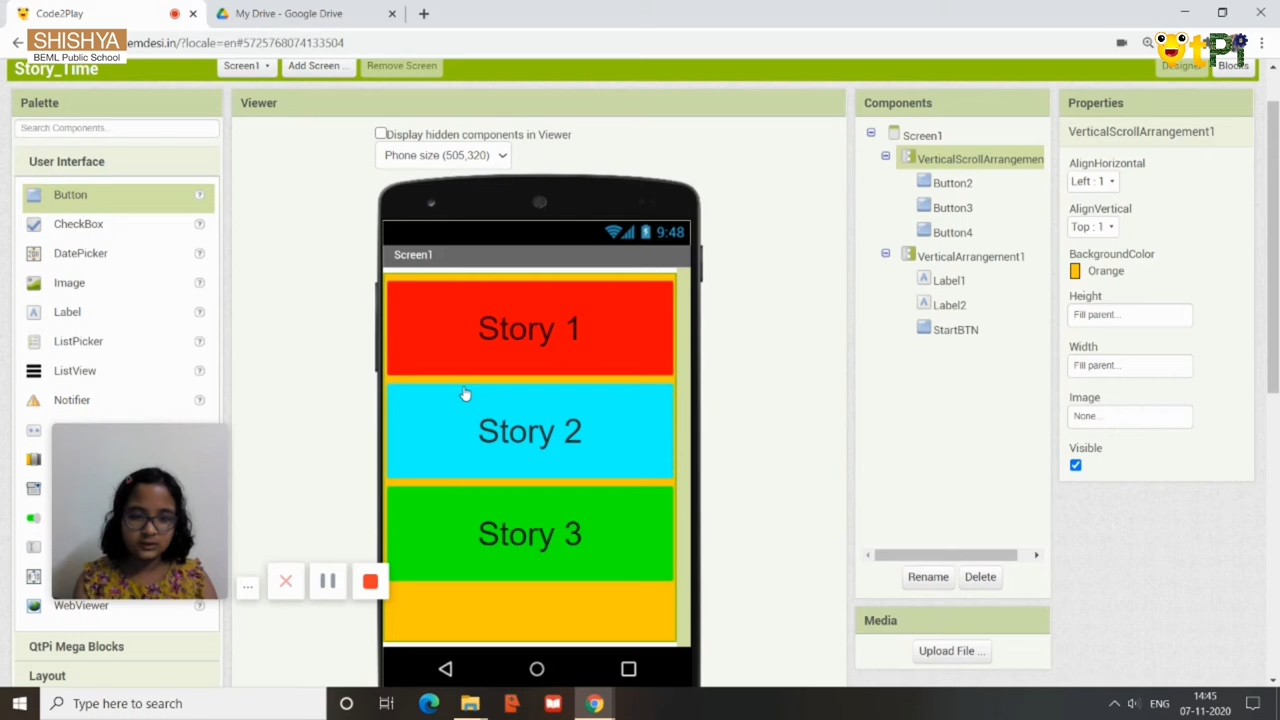 Code2Play
My Drive - Google Drive
SHISHYA
BEML Public School
emdesi.in/?locale=en#5725768074133504
QtPi
Story_Time
Screen1
Add Screen ...
Remove Screen
Designer
Blocks
Palette
Search Components...
User Interface
Button
CheckBox
DatePicker
Image
Label
ListPicker
ListView
Notifier
WebViewer
QtPi Mega Blocks
Layout
Viewer
Display hidden components in Viewer
Phone size (505,320)
9:48
Screen1
Story 1
Story 2
Story 3
Components
Screen1
VerticalScrollArrangemen
Button2
Button3
Button4
VerticalArrangement1
Label1
Label2
StartBTN
Rename
Delete
Media
Upload File ...
Properties
VerticalScrollArrangement1
AlignHorizontal
Left : 1
AlignVertical
Top : 1
BackgroundColor
Orange
Height
Fill parent...
Width
Fill parent...
Image
None...
Visible
Type here to search
ENG
14:45
07-11-2020